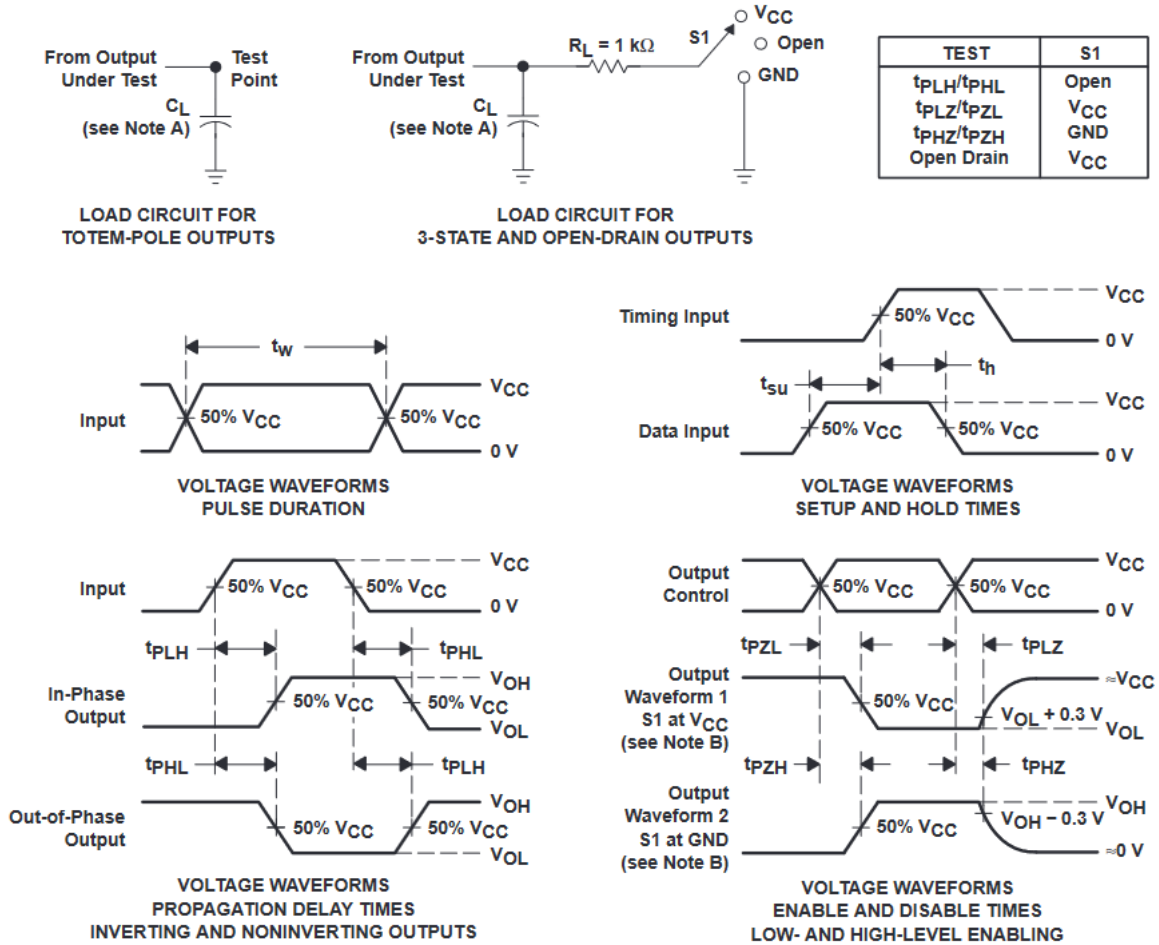 From Output
Under Test
Test
Point
CL
(see Note A)
LOAD CIRCUIT FOR
TOTEM-POLE OUTPUTS
From Output
Under Test
RL = 1 kΩ
S1
VCC
Open
GND
CL
(see Note A)
LOAD CIRCUIT FOR
3-STATE AND OPEN-DRAIN OUTPUTS
TEST S1
tPLH/tPHL Open
tPLZ/tPZL VCC
tPHZ/tPZH GND
Open Drain VCC
tw
Input
50% VCC
50% VCC
VCC
0 V
VOLTAGE WAVEFORMS
PULSE DURATION
Timing Input
50% VCC
VCC
0 V
tsu
th
Data Input
50% VCC
50% VCC
VCC
0 V
VOLTAGE WAVEFORMS
SETUP AND HOLD TIMES
Input
50% VCC
50% VCC
VCC
0 V
tPLH
tPHL
In-Phase
Output
50% VCC
50% VCC
VOH
VOL
tPHL
tPLH
Out-of-Phase
Output
50% VCC
50% VCC
VOH
VOL
VOLTAGE WAVEFORMS
PROPAGATION DELAY TIMES
INVERTING AND NONINVERTING OUTPUTS
Output
Control
50% VCC
50% VCC
VCC
0 V
tPZL
tPLZ
Output
Waveform 1
S1 at VCC
(see Note B)
50% VCC
≈VCC
VOL + 0.3 V
VOL
tPZH
tPHZ
Output
Waveform 2
S1 at GND
(see Note B)
50% VCC
VOH
VOH − 0.3 V
≈0 V
VOLTAGE WAVEFORMS
ENABLE AND DISABLE TIMES
LOW- AND HIGH-LEVEL ENABLING